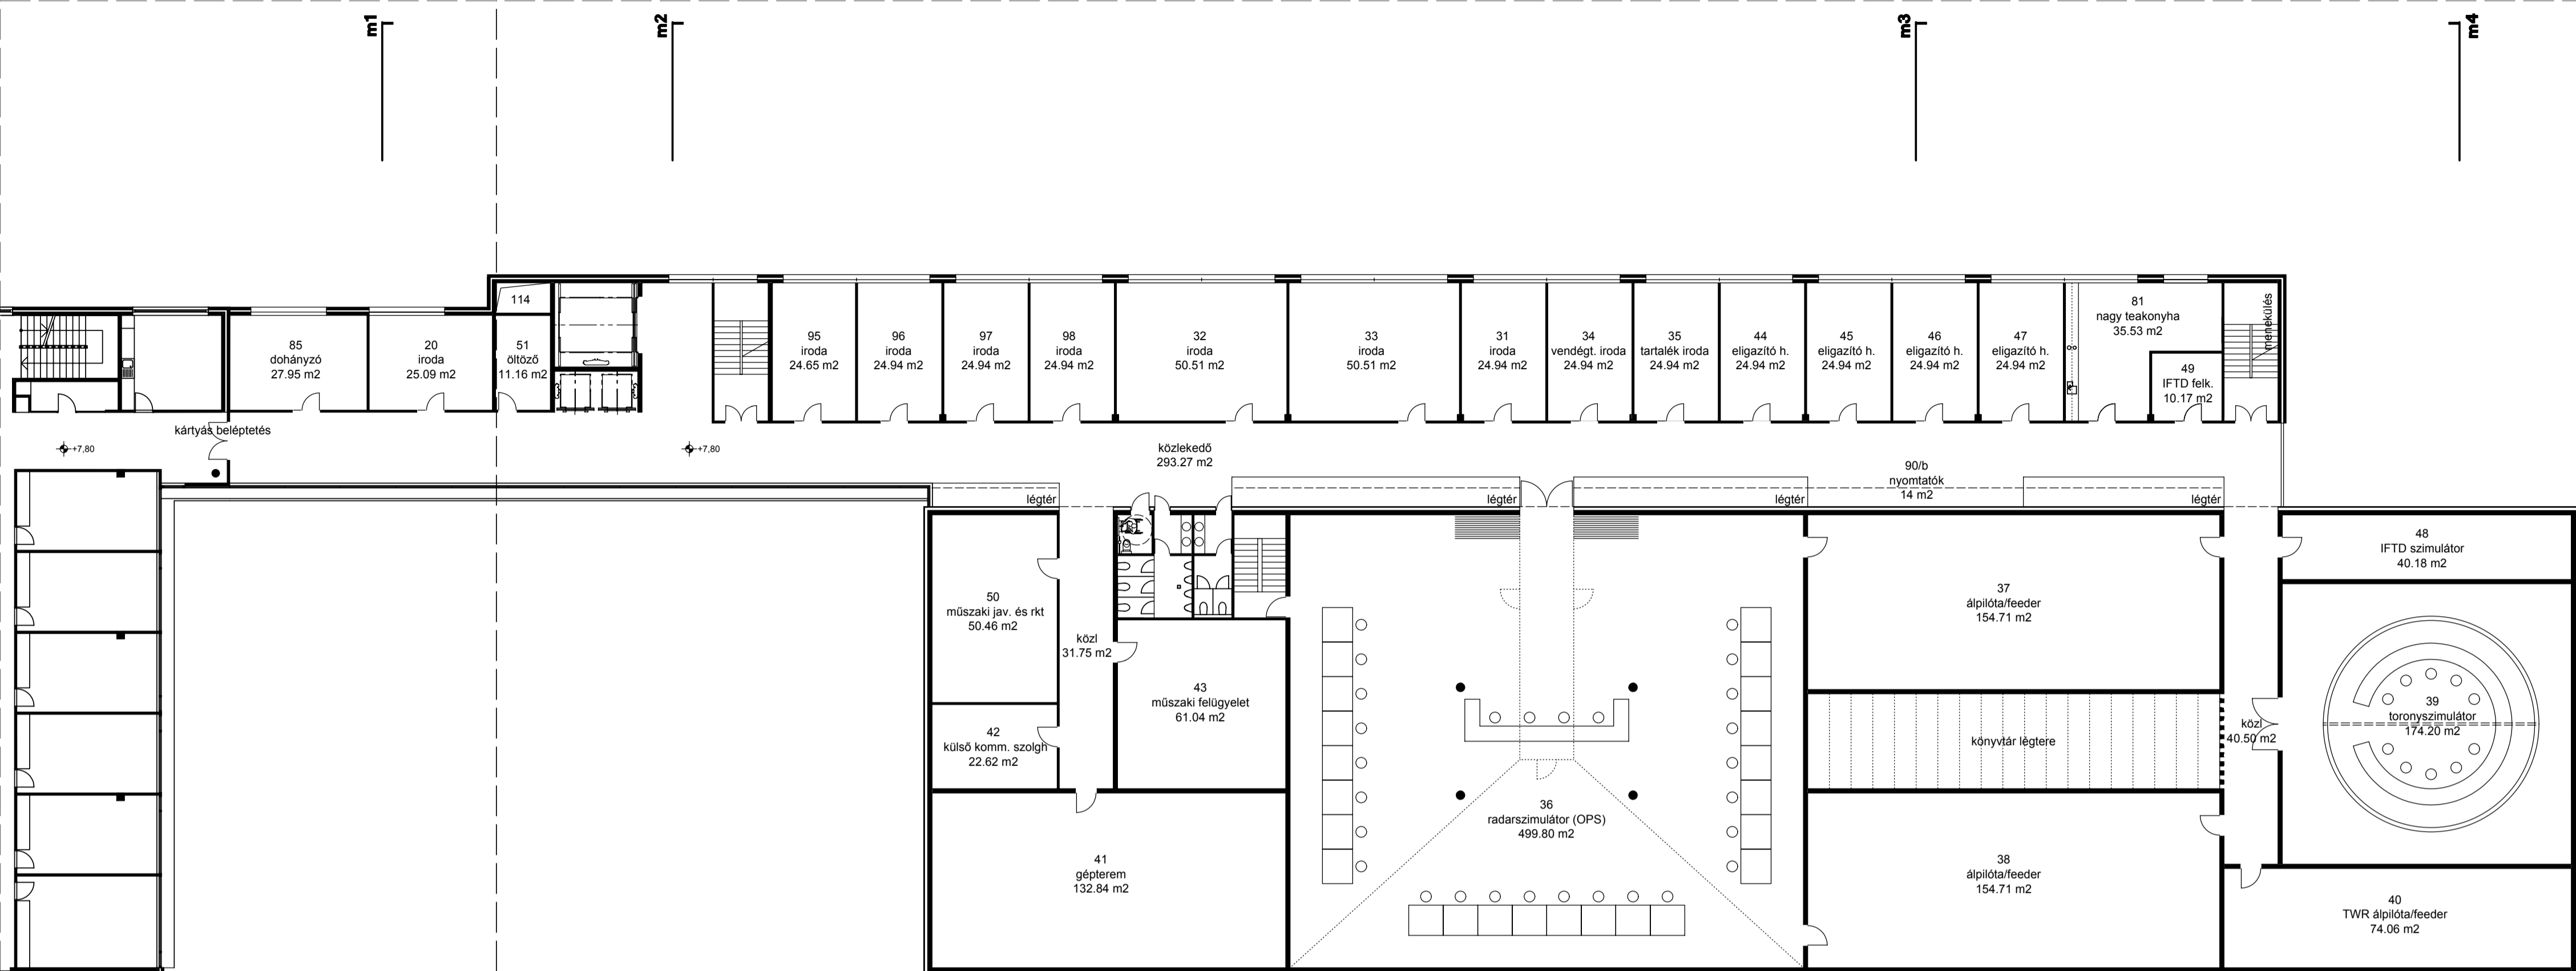 m1
m2
m3
m4
114
85
dohányzó
27.95 m2
20
iroda
25.09 m2
51
öltöző
11.16 m2
95
iroda
24.65 m2
96
iroda
24.94 m2
97
iroda
24.94 m2
98
iroda
24.94 m2
32
iroda
50.51 m2
33
iroda
50.51 m2
31
iroda
24.94 m2
34
vendégt. iroda
24.94 m2
35
tartalék iroda
24.94 m2
44
eligazító h.
24.94 m2
45
eligazító h.
24.94 m2
46
eligazító h.
24.94 m2
47
eligazító h.
24.94 m2
81
nagy teakonyha
35.53 m2
49
IFTD felk.
10.17 m2
menekülés
kártyás beléptetés
+7,80
+7,80
közlekedő
293.27 m2
90/b
nyomtatók
14 m2
légtér
légtér
légtér
légtér
50
műszaki jav. és rkt
50.46 m2
közl
31.75 m2
43
műszaki felügyelet
61.04 m2
42
külső komm. szolgh
22.62 m2
41
gépterem
132.84 m2
36
radarszimulátor (OPS)
499.80 m2
37
álpilóta/feeder
154.71 m2
könyvtár légtere
38
álpilóta/feeder
154.71 m2
közl
40.50 m2
48
IFTD szimulátor
40.18 m2
39
toronyszimulátor
174.20 m2
40
TWR álpilóta/feeder
74.06 m2